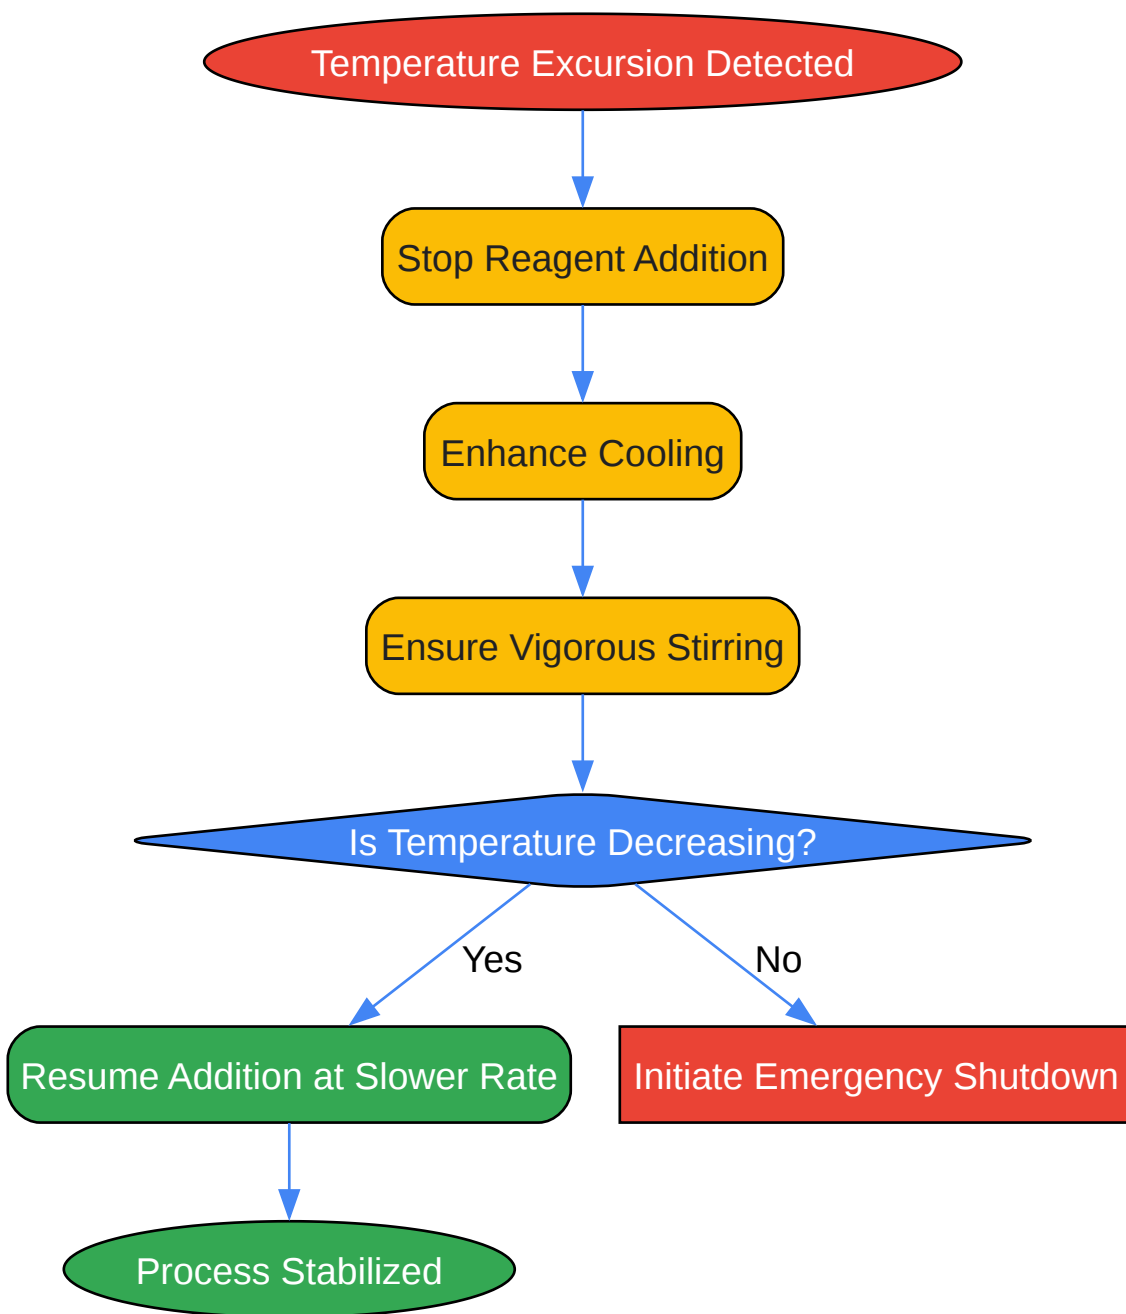 Temperature Excursion Detected
Stop Reagent Addition
Enhance Cooling
Ensure Vigorous Stirring
Is Temperature Decreasing?
Yes
No
Resume Addition at Slower Rate
Initiate Emergency Shutdown
Process Stabilized